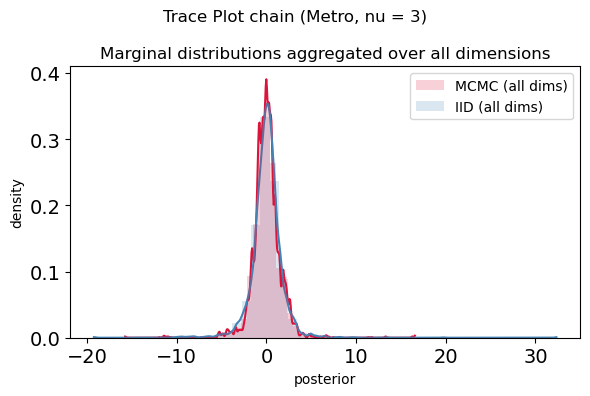 Trace Plot chain (Metro, nu = 3)
Marginal distributions aggregated over all dimensions
0.4
0.3
0.2
0.1
0.0
density
MCMC (all dims)
IID (all dims)
−20
−10
0
10
20
30
posterior